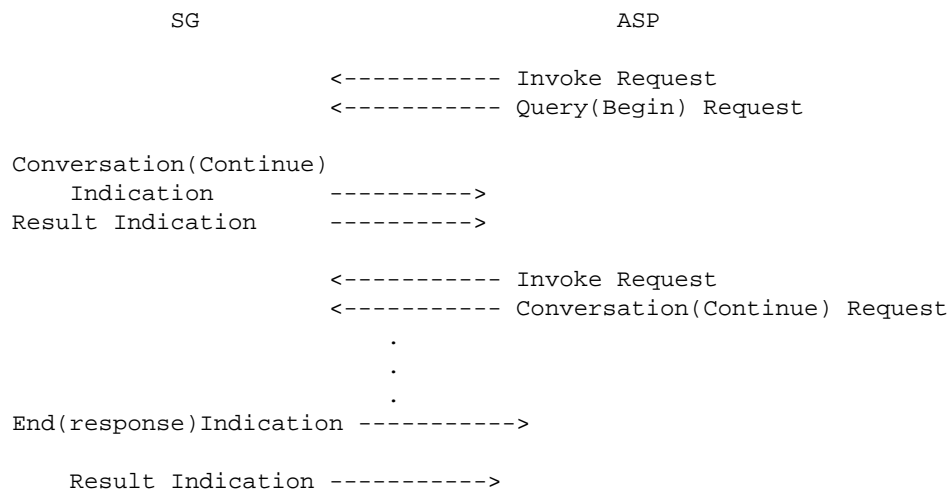 SG ASP
<----------- Invoke Request
<----------- Query(Begin) Request
Conversation(Continue)
Indication ---------->
Result Indication ---------->
<----------- Invoke Request
<----------- Conversation(Continue) Request
.
.
.
End(response)Indication ----------->
Result Indication ----------->